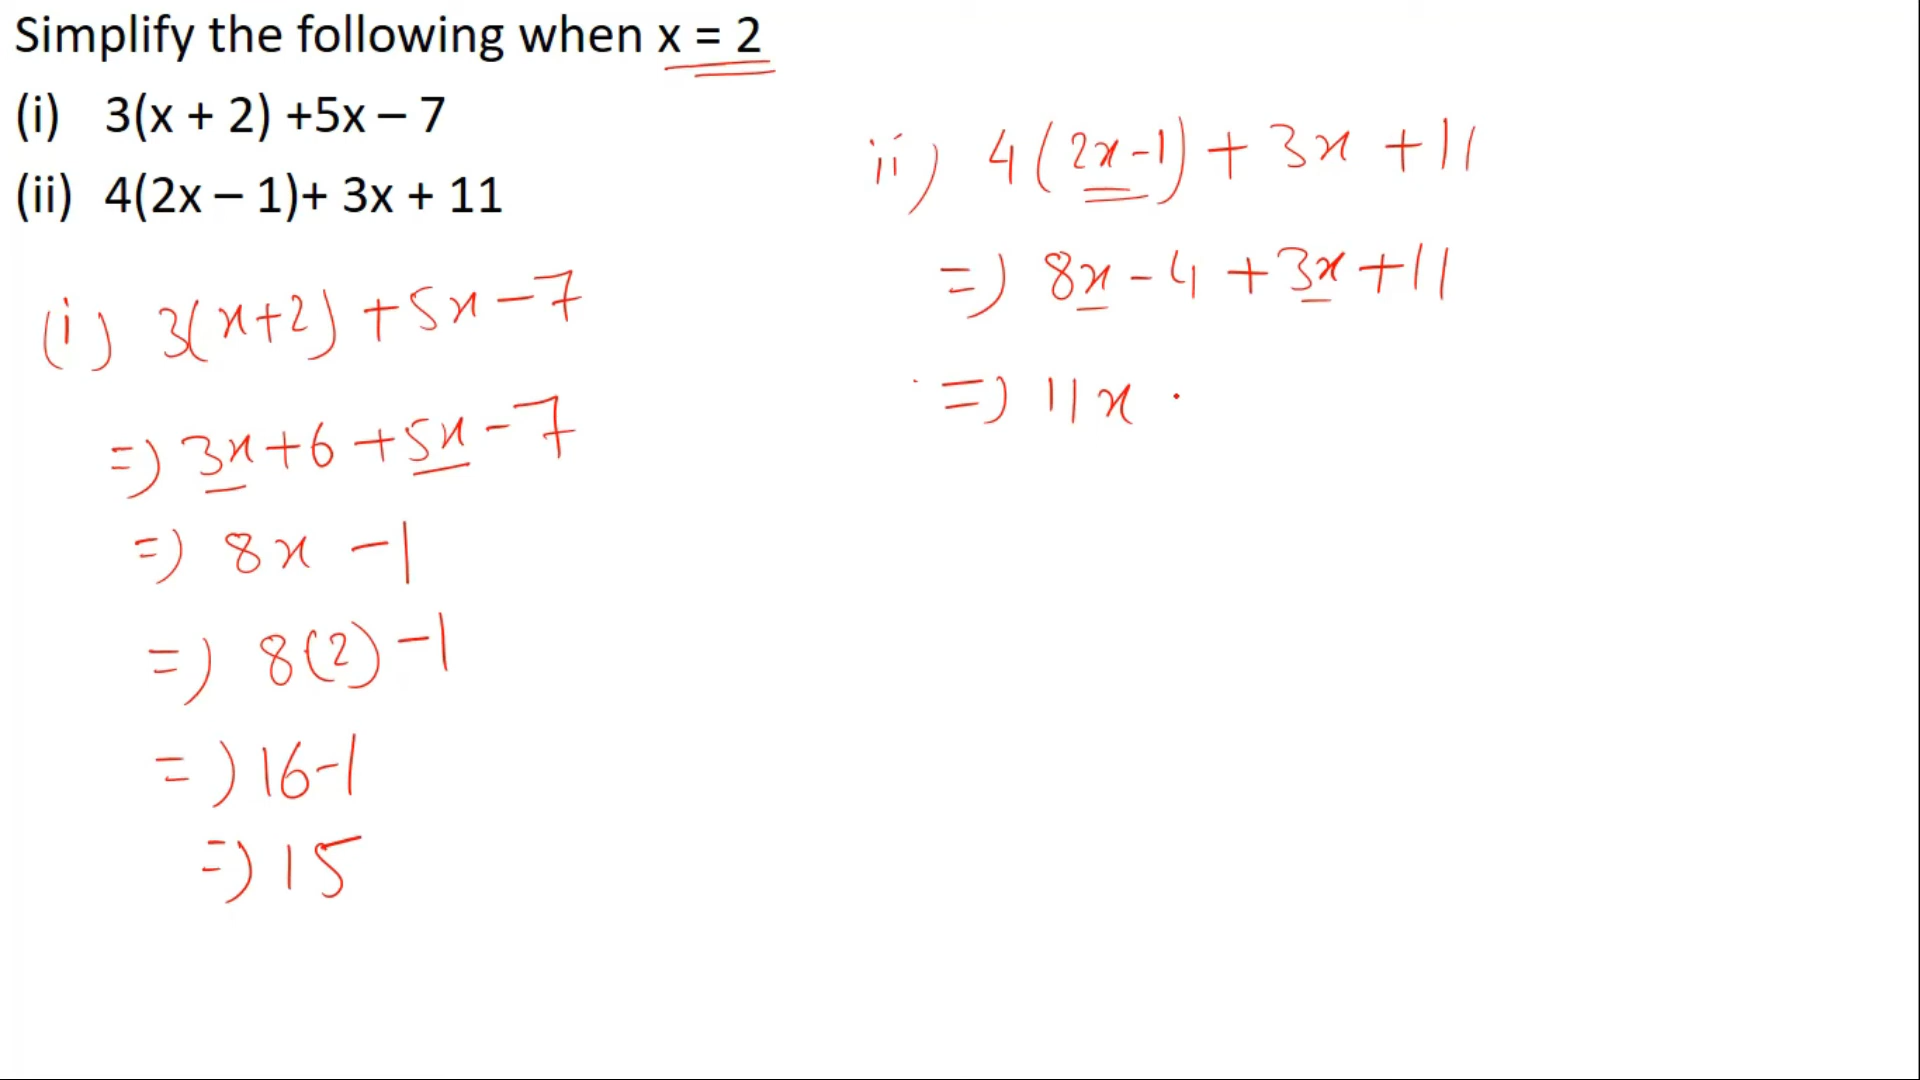 Simplify the following when x = 2
(i) 3(x + 2) +5x – 7
(ii) 4(2x – 1)+ 3x + 11
(i) 3(x+2) +5x-7
=) 3x+6+5x-7
=) 8x -1
=) 8(2) -1
=) 16-1
=) 15
ii) 4(2x-1)+3x+11
=) 8x-4+3x+11
=) 11x